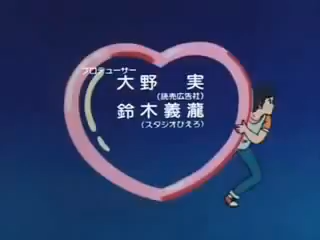 プロデューサー
大野 実
(読売広告社)
鈴木義瀧
(スタジオぴえろ)